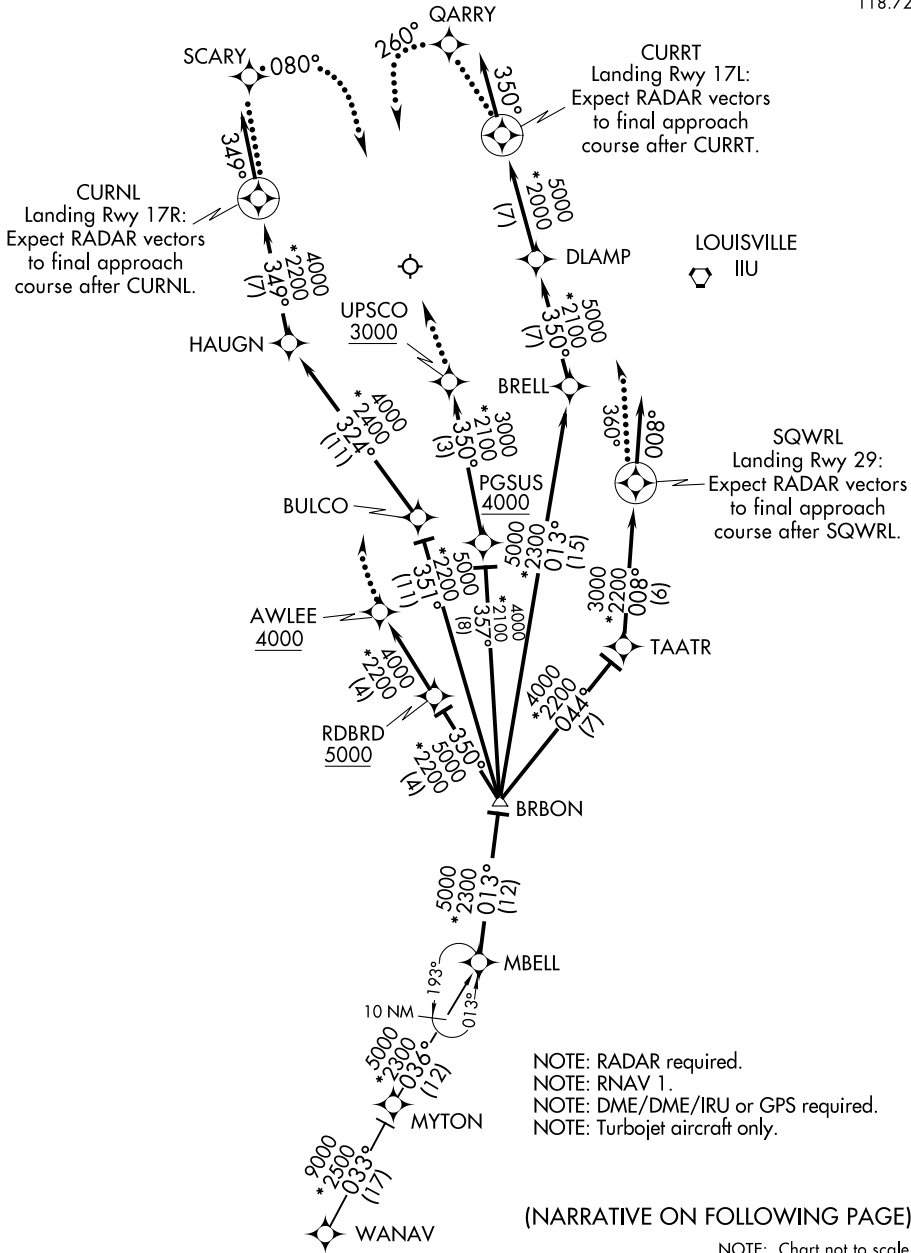 118.72
QARRY
SCARY
080°
260°
350°
CURRT
Landing Rwy 17L:
Expect RADAR vectors
to final approach
course after CURRT.
349°
CURNL
Landing Rwy 17R:
Expect RADAR vectors
to final approach
course after CURNL.
5000
*2000
(7)
DLAMP
LOUISVILLE
IIU
4000
*2200
349°
(7)
HAUGN
UPSCO
3000
5000
*2100
350°
(7)
BRELL
4000
*2400
324°
(11)
3000
*2100
350°
(3)
360°
008°
SQWRL
Landing Rwy 29:
Expect RADAR vectors
to final approach
course after SQWRL.
PGSUS
4000
BULCO
5000
*2200
351°
(11)
4000
*2100
357°
(8)
5000
*2300
013°
(15)
3000
*2200
008°
(6)
AWLEE
4000
TAATR
4000
*2200
(4)
4000
*2200
044°
(7)
RDBRD
5000
350°
5000
*2200
(4)
BRBON
5000
*2300
013°
(12)
MBELL
193°
013°
10 NM
5000
*2300
036°
(12)
MYTON
NOTE: RADAR required.
NOTE: RNAV 1.
NOTE: DME/DME/IRU or GPS required.
NOTE: Turbojet aircraft only.
9000
*2500
033°
(17)
WANAV
(NARRATIVE ON FOLLOWING PAGE)
NOTE: Chart not to scale